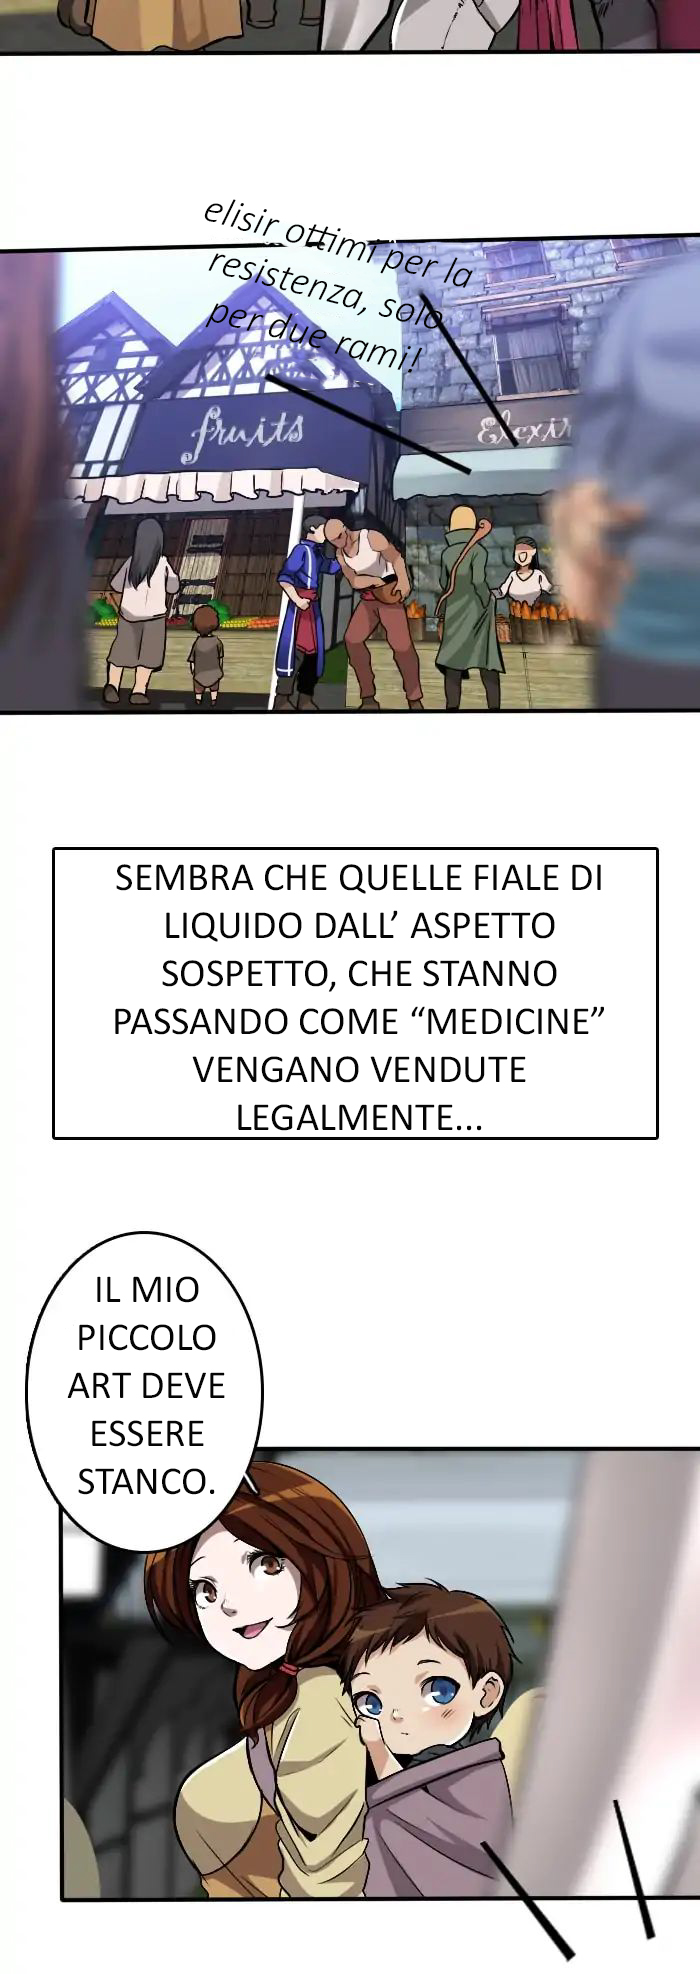 elisir ottimi per la
resistenza, solo
per due rami!
fruits
Elexir
SEMBRA CHE QUELLE FIALE DI
LIQUIDO DALL’ ASPETTO
SOSPETTO, CHE STANNO
PASSANDO COME “MEDICINE”
VENGANO VENDUTE
LEGALMENTE...
IL MIO
PICCOLO
ART DEVE
ESSERE
STANCO.